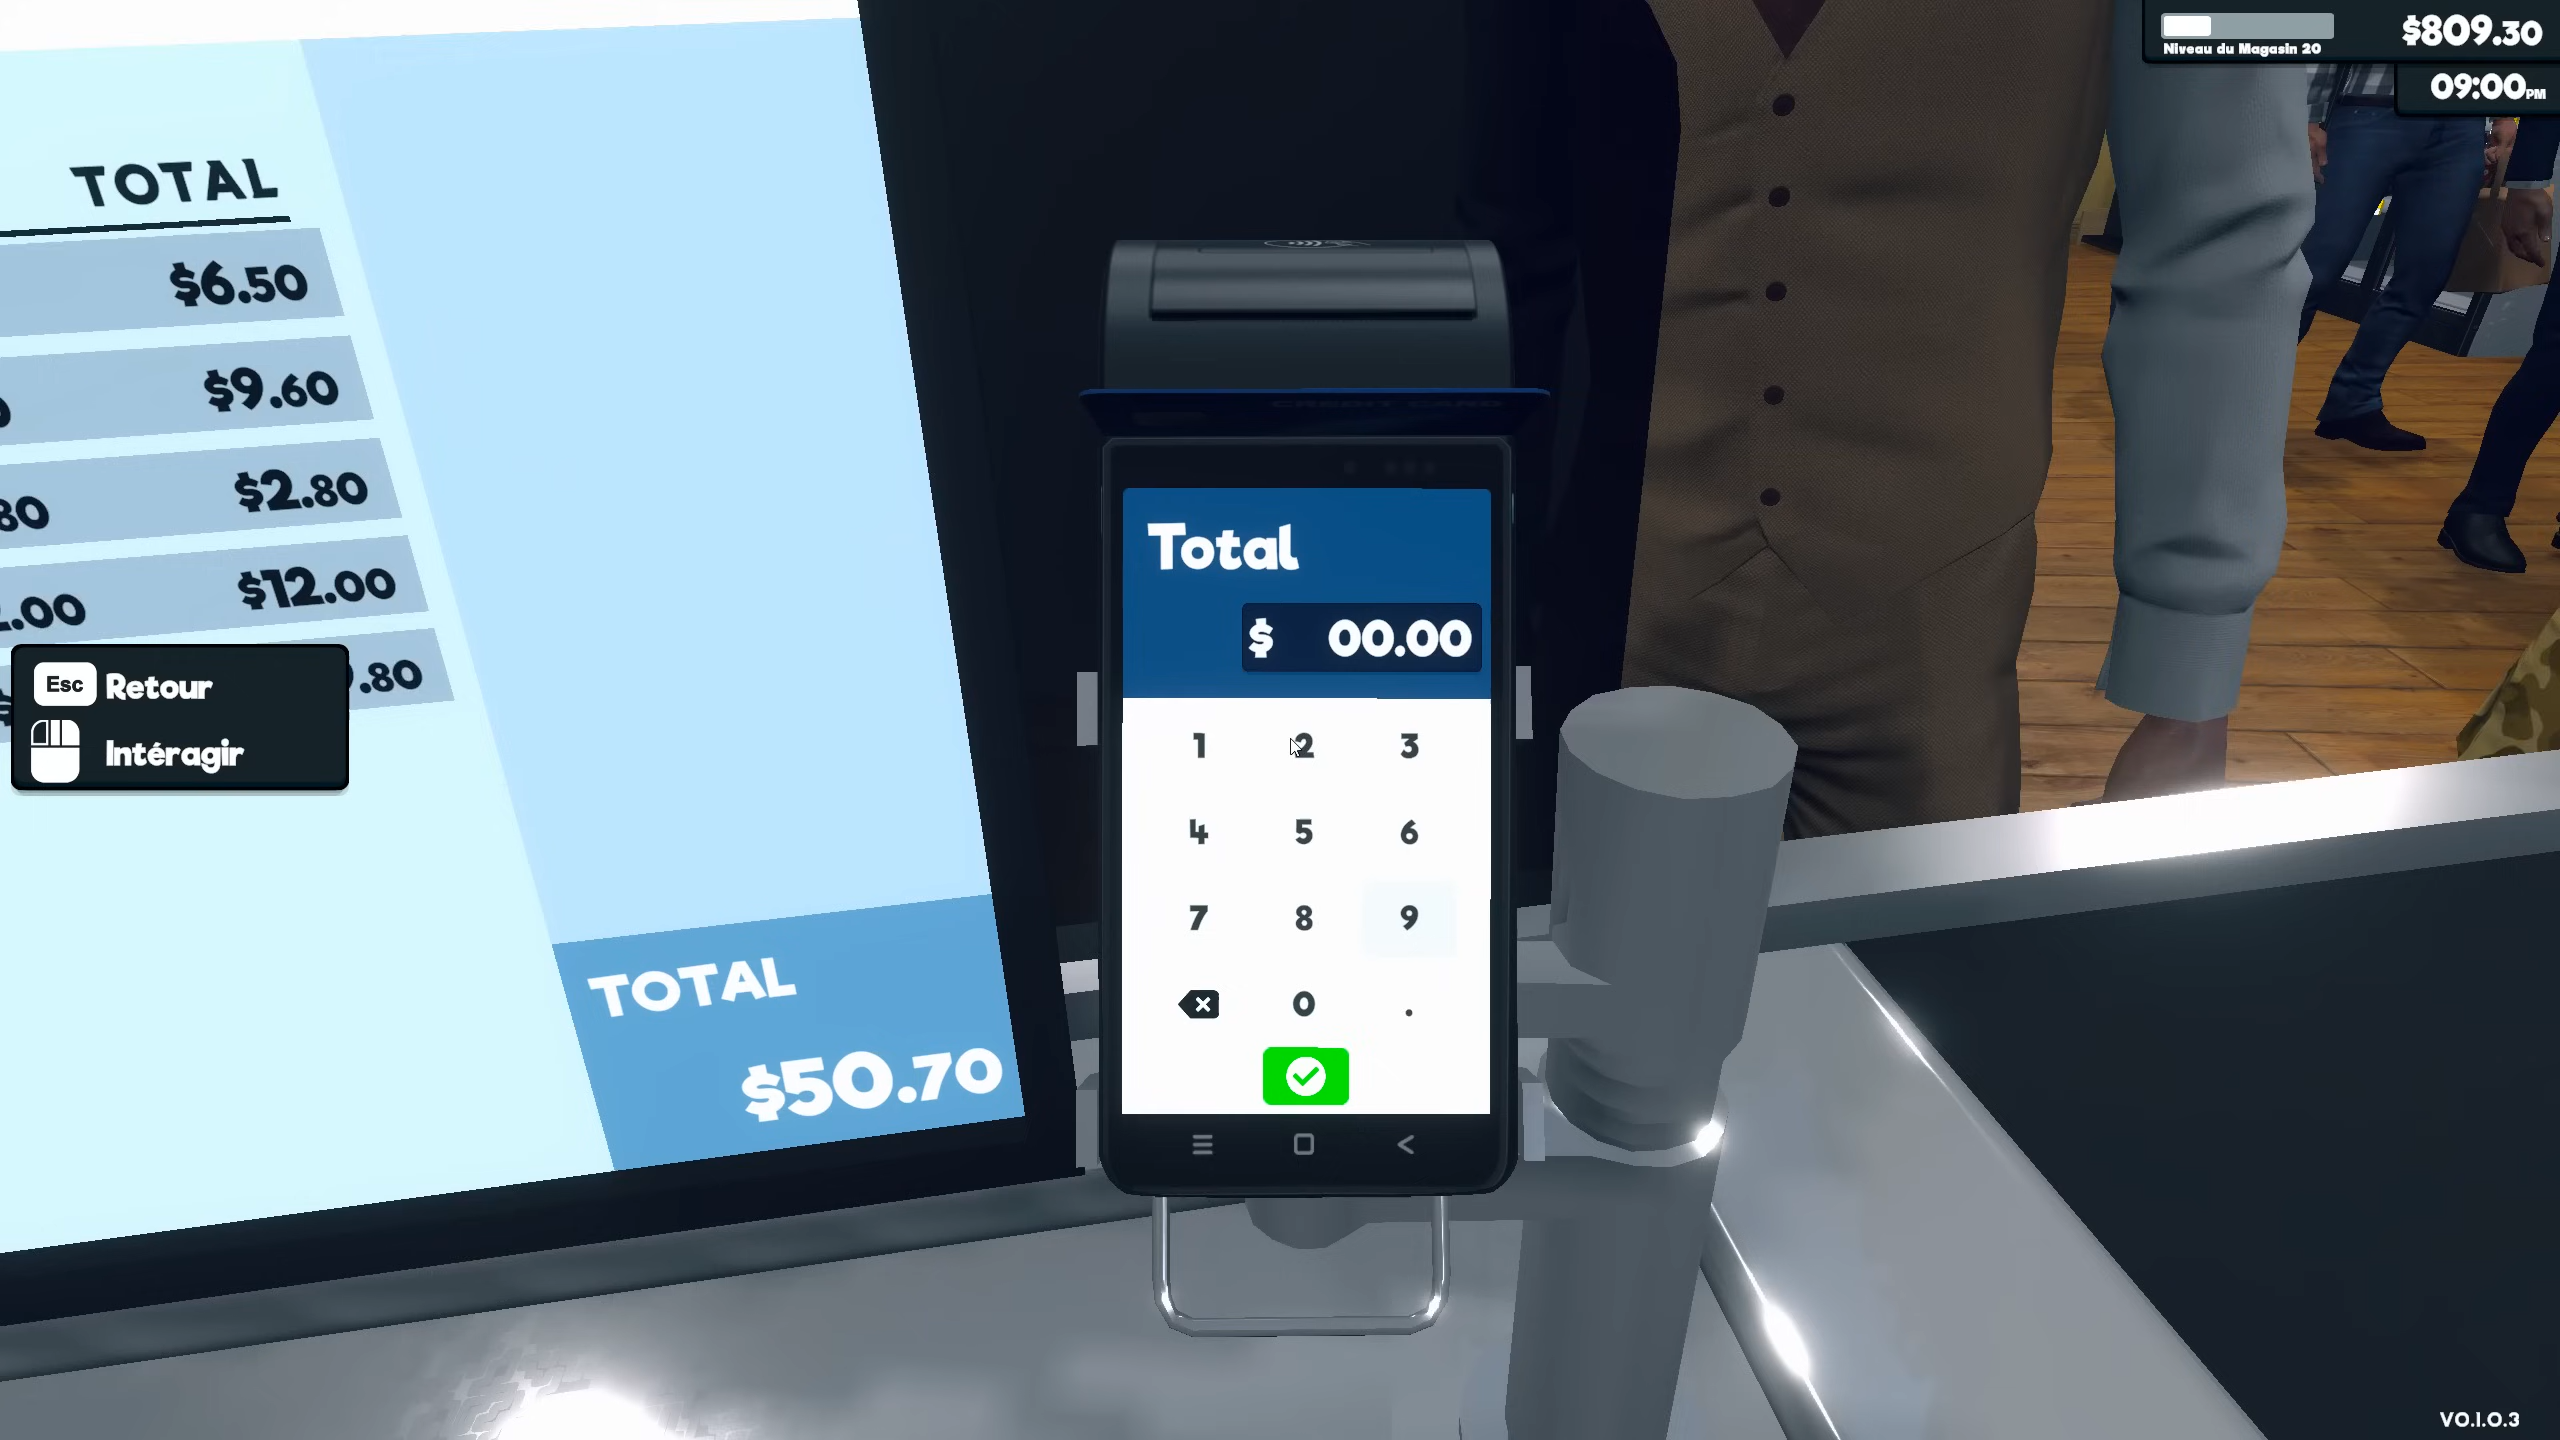 Niveau du Magasin 20
$809.30
09:00PM
TOTAL
$6.50
$9.60
80 $2.80
.00 $12.00
.80
Esc Retour
Intéragir
TOTAL
$50.70
Total
$ 00.00
1 2 3
4 5 6
7 8 9
0 .
V0.1.0.3